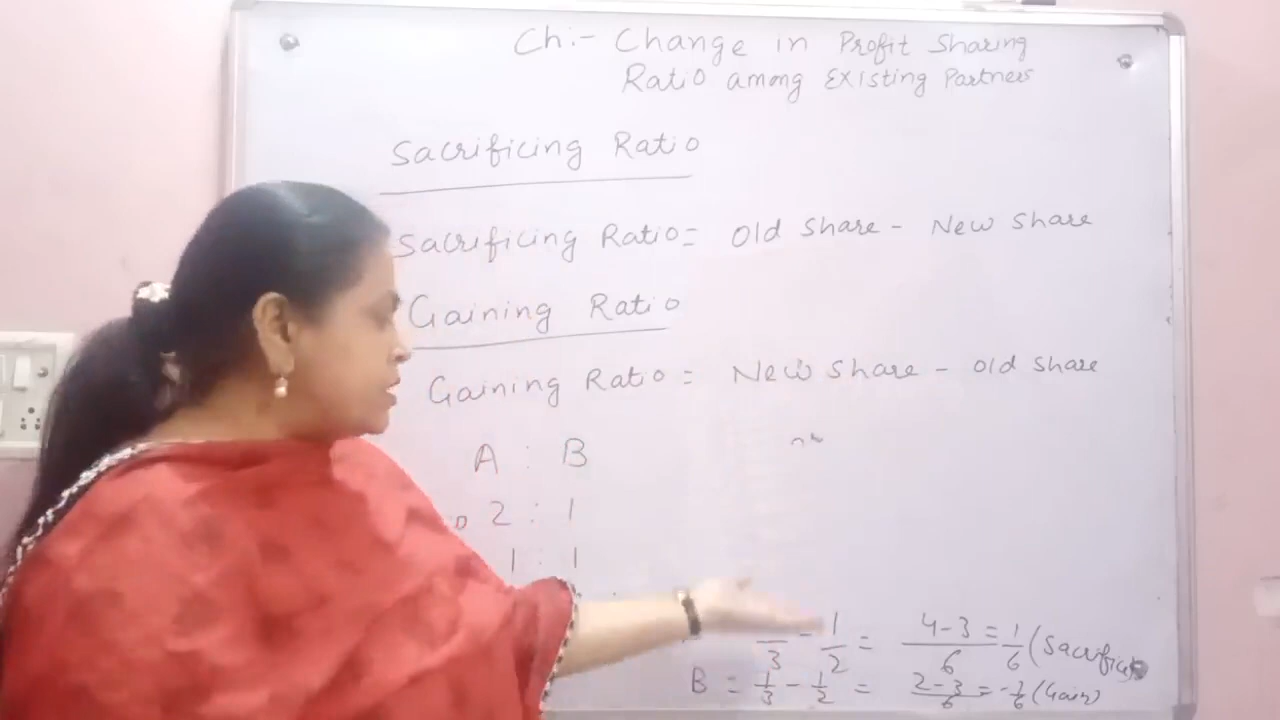 Ch:- Change in Profit Sharing
Ratio among Existing Partners
Sacrificing Ratio
Sacrificing Ratio = Old Share - New Share
Gaining Ratio
Gaining Ratio = New Share - Old Share
A : B
2 : 1
1 : 1
/3 - 1/2 = 4-3/6 = 1/6 (Sacrifice)
B = 1/3 - 1/2 = 2-3/6 = -1/6 (Gain)